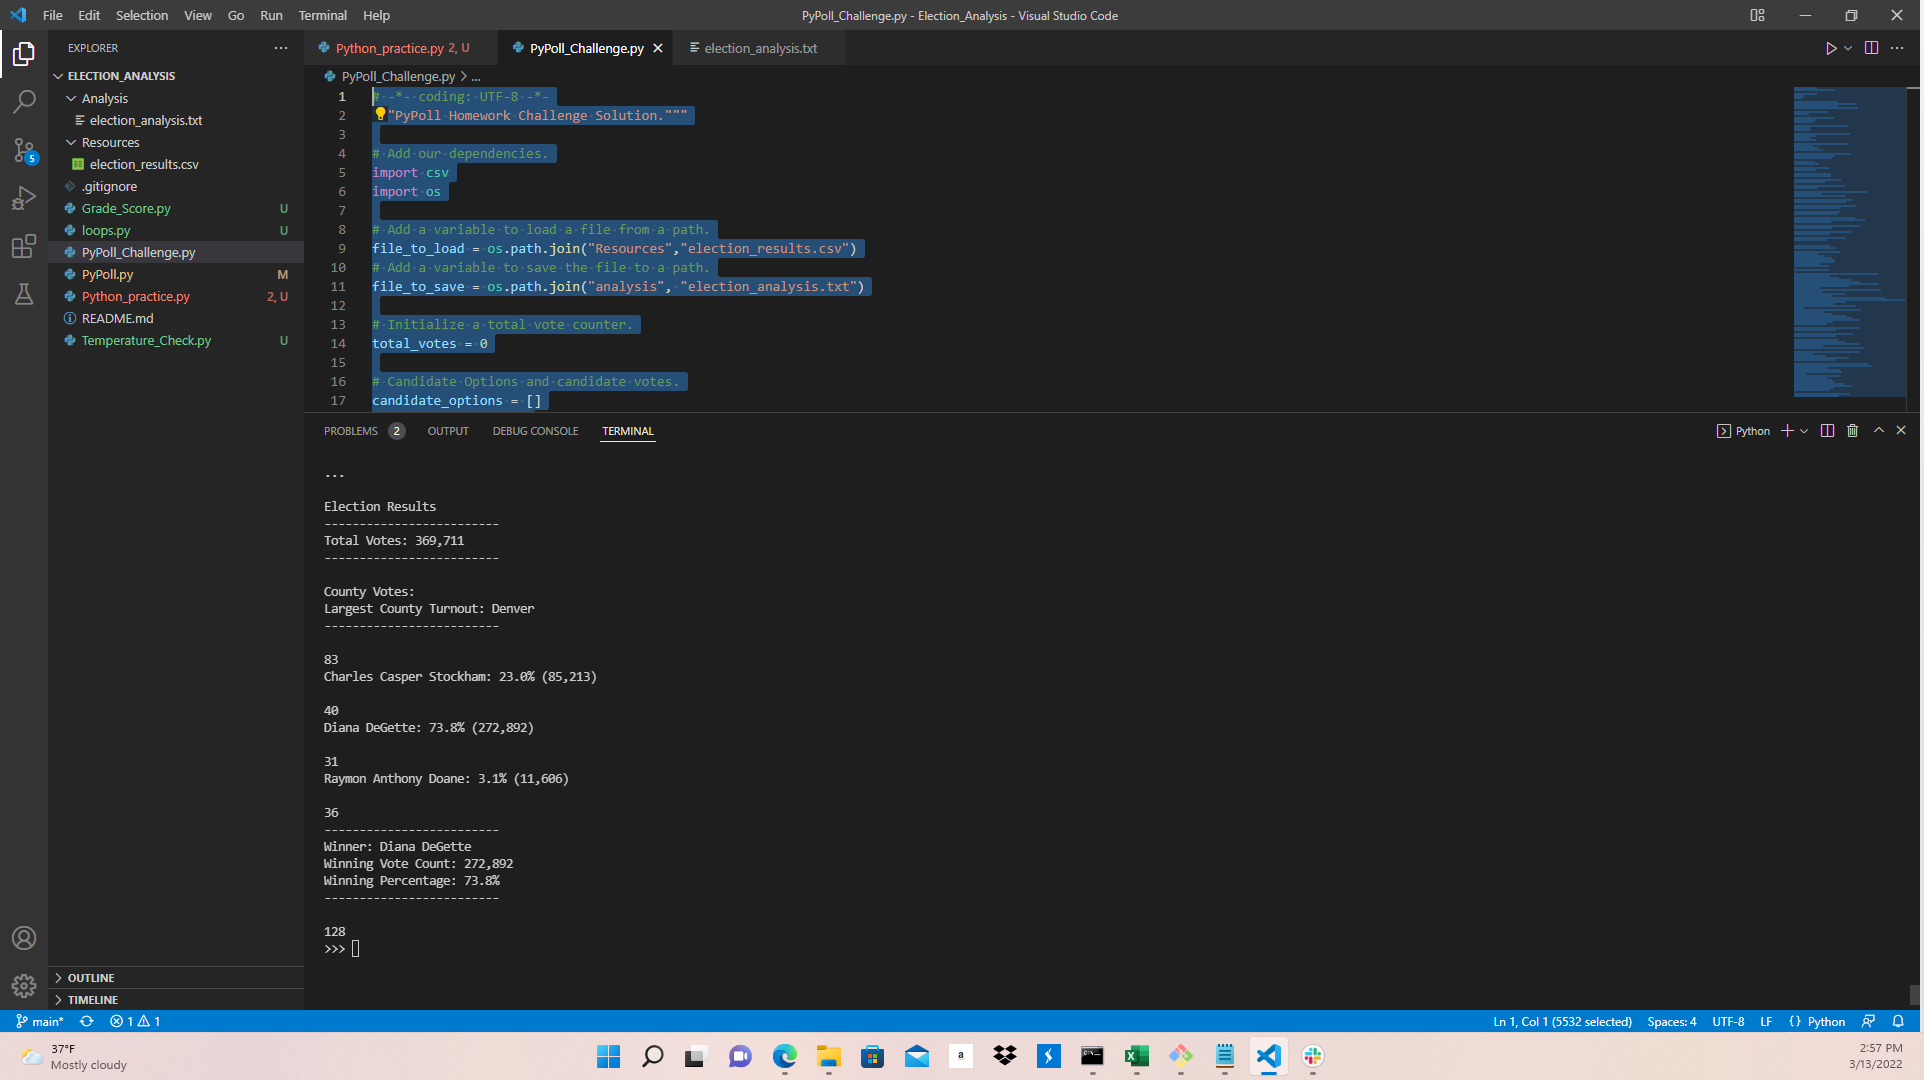 File Edit Selection View Go Run Terminal Help
PyPoll_Challenge.py - Election_Analysis - Visual Studio Code
EXPLORER
ELECTION_ANALYSIS
Analysis
election_analysis.txt
Resources
election_results.csv
.gitignore
Grade_Score.py U
loops.py U
PyPoll_Challenge.py
PyPoll.py M
Python_practice.py 2, U
README.md
Temperature_Check.py U
OUTLINE
TIMELINE
5
Python_practice.py 2, U
PyPoll_Challenge.py
election_analysis.txt
PyPoll_Challenge.py > ...
1 # -*- coding: UTF-8 -*-
2 "PyPoll Homework Challenge Solution."""
3
4 # Add our dependencies.
5 import csv
6 import os
7
8 # Add a variable to load a file from a path.
9 file_to_load = os.path.join("Resources","election_results.csv")
10 # Add a variable to save the file to a path.
11 file_to_save = os.path.join("analysis", "election_analysis.txt")
12
13 # Initialize a total vote counter.
14 total_votes = 0
15
16 # Candidate Options and candidate votes.
17 candidate_options = []
PROBLEMS 2 OUTPUT DEBUG CONSOLE TERMINAL
Python
...
Election Results
-------------------------
Total Votes: 369,711
-------------------------
County Votes:
Largest County Turnout: Denver
-------------------------
83
Charles Casper Stockham: 23.0% (85,213)
40
Diana DeGette: 73.8% (272,892)
31
Raymon Anthony Doane: 3.1% (11,606)
36
-------------------------
Winner: Diana DeGette
Winning Vote Count: 272,892
Winning Percentage: 73.8%
-------------------------
128
>>>
main* 1 1
Ln 1, Col 1 (5532 selected) Spaces: 4 UTF-8 LF {} Python
37°F
Mostly cloudy
a
2:57 PM
3/13/2022